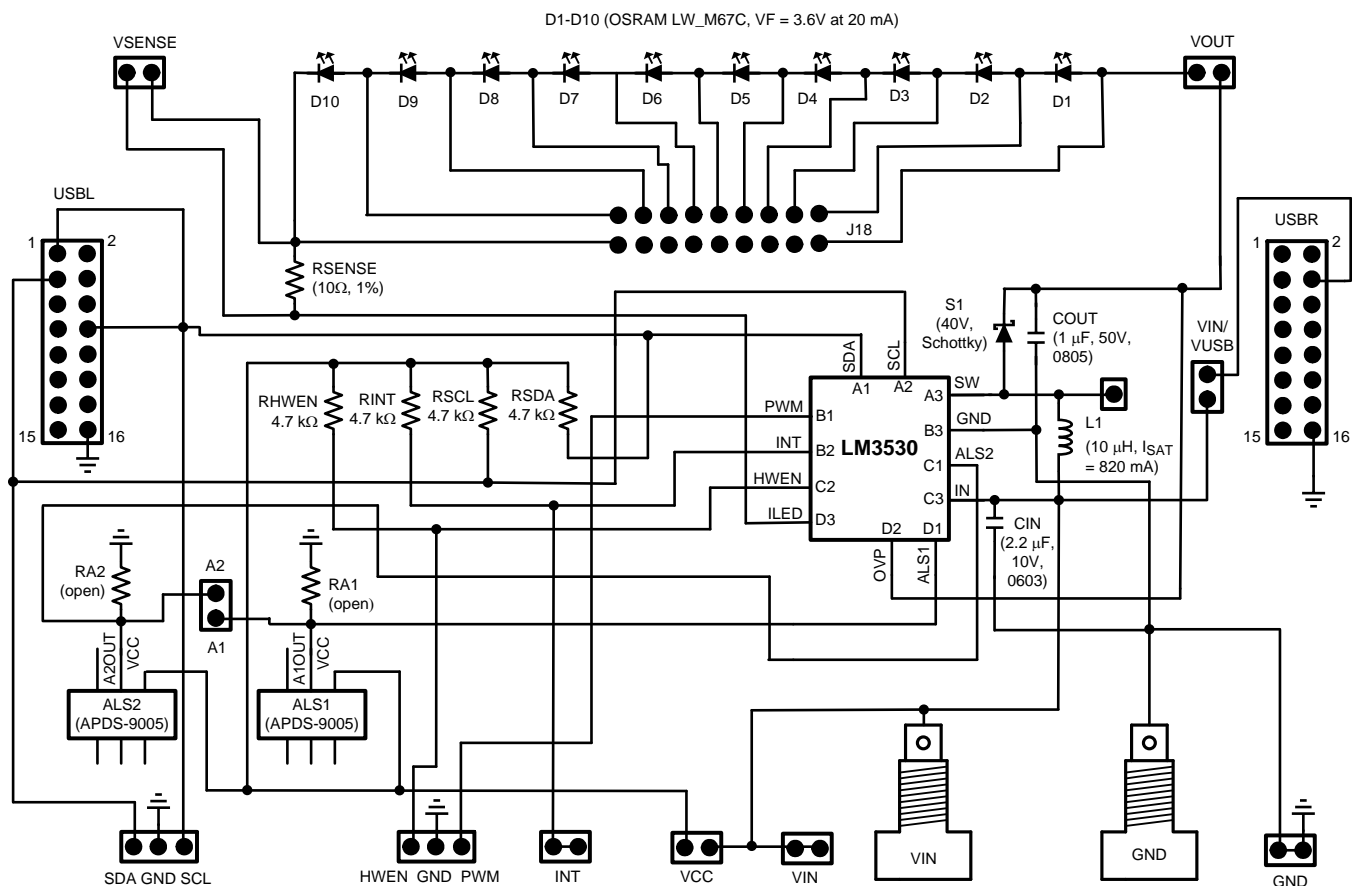 D1-D10 (OSRAM LW_M67C, VF = 3.6V at 20 mA)
VSENSE
VOUT
D10
D9
D8
D7
D6
D5
D4
D3
D2
D1
USBL
1
2
15
16
J18
USBR
1
2
15
16
RSENSE
(10Ω, 1%)
S1
(40V,
Schottky)
COUT
(1 μF, 50V,
0805)
VIN/
VUSB
SDA
SCL
A1
A2
SW
A3
GND
B3
ALS2
C1
IN
C3
PWM
B1
INT
B2
HWEN
C2
ILED
D3
LM3530
D2
D1
OVP
ALS1
L1
(10 μH, ISAT
= 820 mA)
CIN
(2.2 μF,
10V,
0603)
RHWEN
4.7 kΩ
RINT
4.7 kΩ
RSCL
4.7 kΩ
RSDA
4.7 kΩ
RA2
(open)
A2
A1
RA1
(open)
A2OUT
VCC
A1OUT
VCC
ALS2
(APDS-9005)
ALS1
(APDS-9005)
SDA GND SCL
HWEN GND PWM
INT
VCC
VIN
VIN
GND
GND